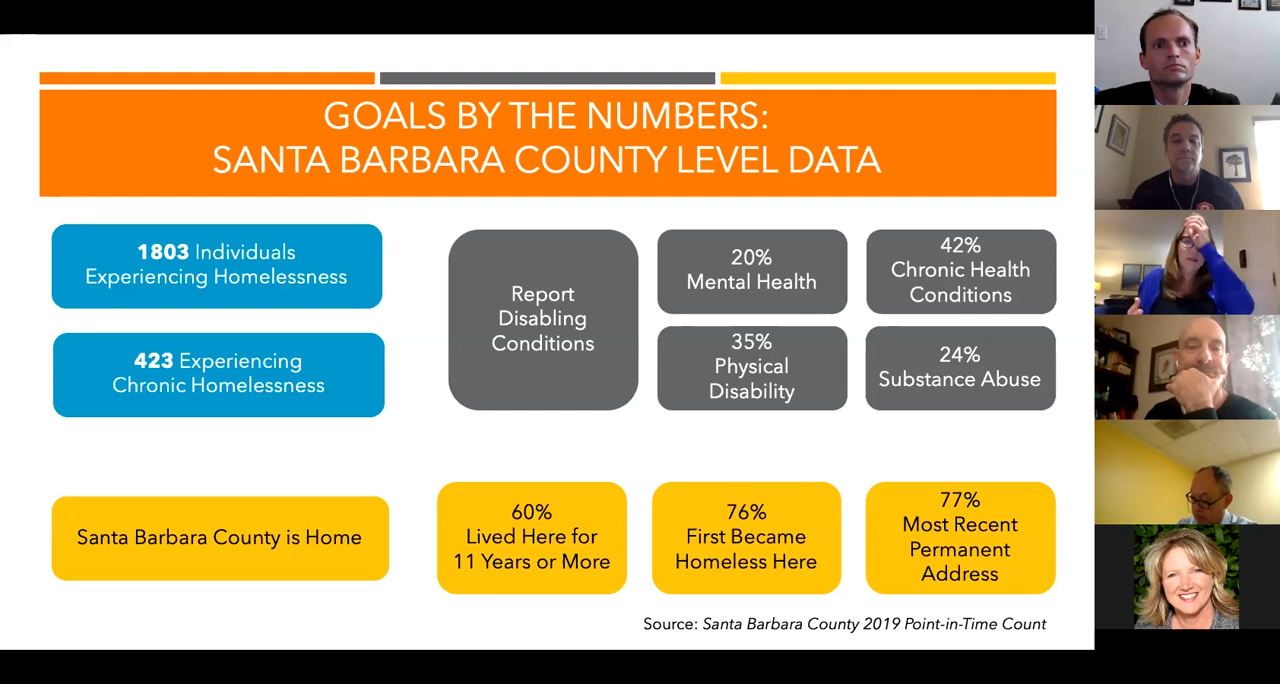 GOALS BY THE NUMBERS:
SANTA BARBARA COUNTY LEVEL DATA
1803 Individuals
Experiencing Homelessness
423 Experiencing
Chronic Homelessness
Report
Disabling
Conditions
20%
Mental Health
42%
Chronic Health
Conditions
35%
Physical
Disability
24%
Substance Abuse
Santa Barbara County is Home
60%
Lived Here for
11 Years or More
76%
First Became
Homeless Here
77%
Most Recent
Permanent
Address
Source: Santa Barbara County 2019 Point-in-Time Count